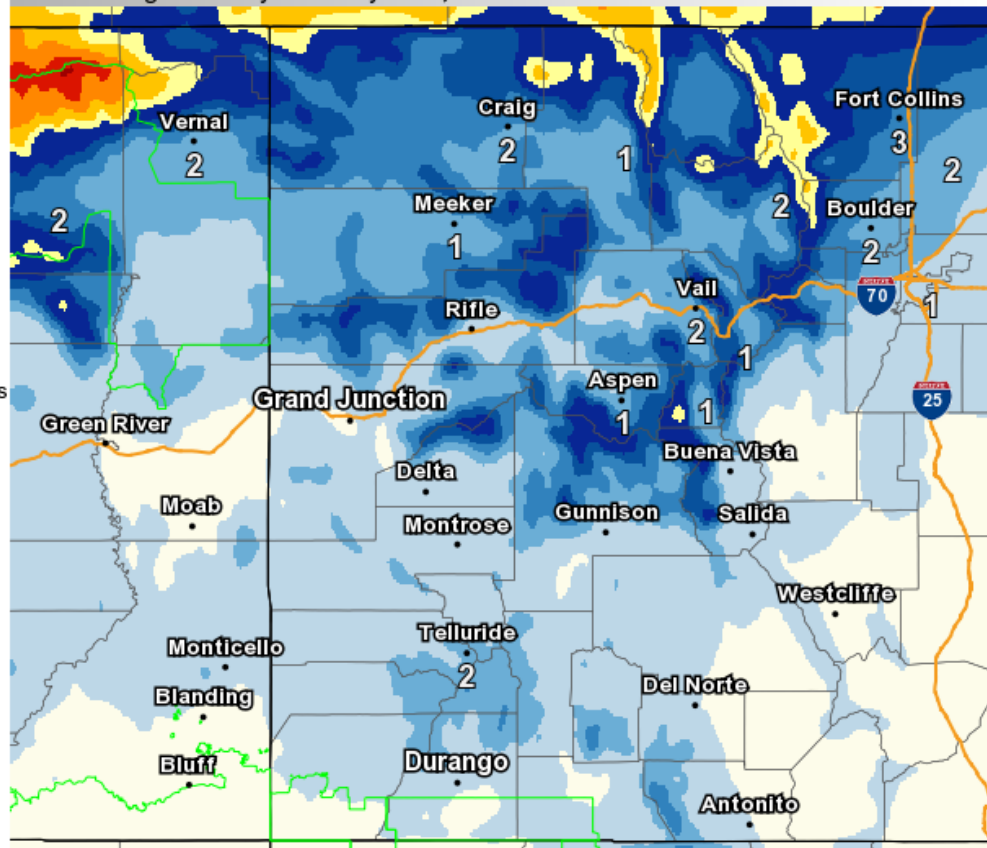 Fort Collins
Craig
Vernal
3
2
2
1
2
Meeker
2
Boulder
2
1
2
Vail
70
Rifle
1
2
1
Aspen
Grand Junction
25
1
1
Green River
Buena Vista
Delta
Moab
Gunnison
Salida
Montrose
Westcliffe
Telluride
Monticello
2
Del Norte
Blanding
Durango
Bluff
Antonito